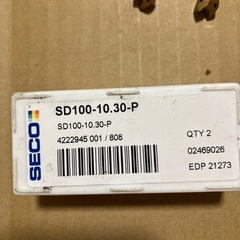 SECO
SD100-10.30-P
SD100-10.30-P
4222945 001 / 808
QTY 2
02469026
EDP 21273